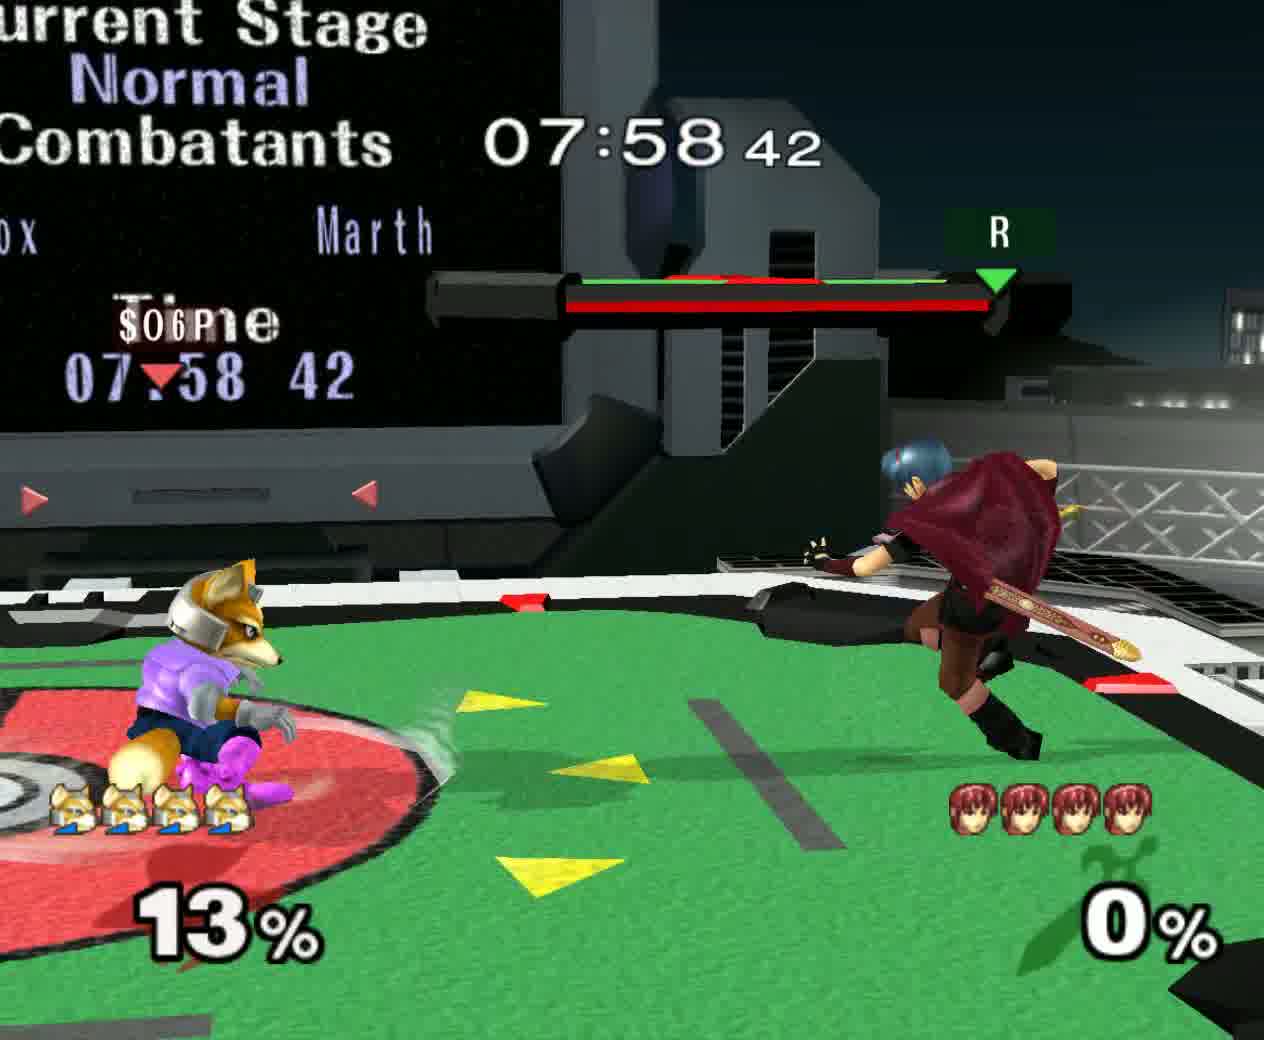 urrent Stage
Normal
Combatants
07:58 42
ox Marth
R
Time
$06P
07:58 42
13%
0%